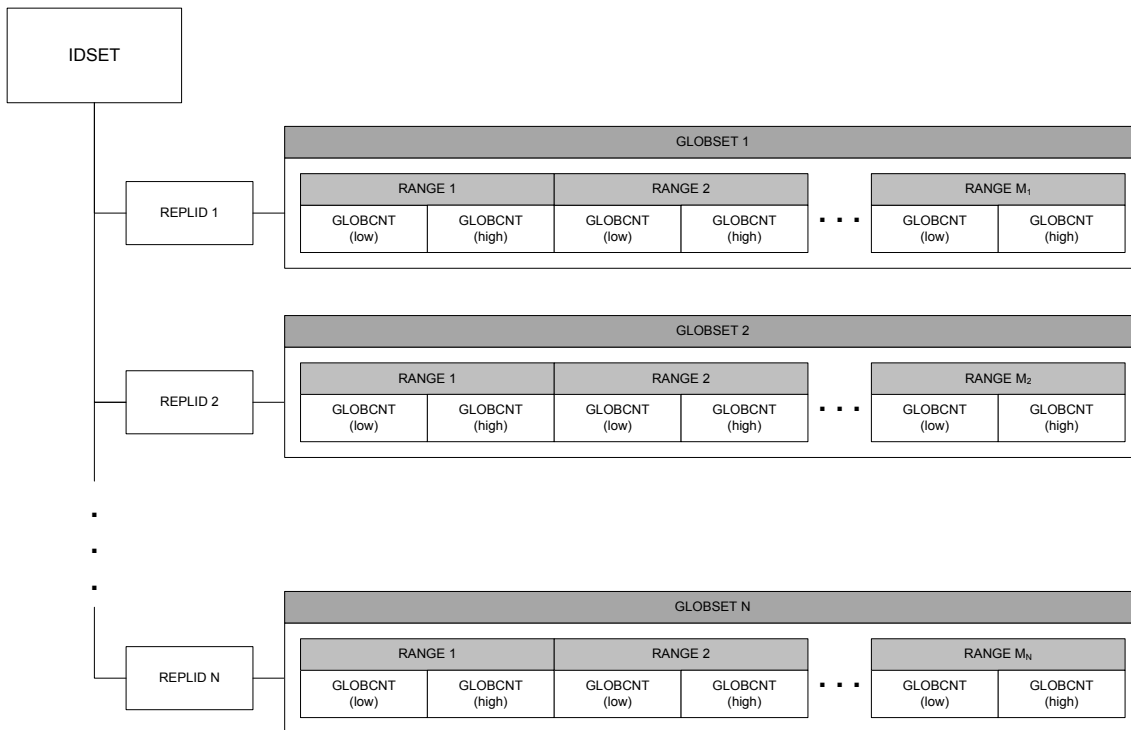 IDSET
GLOBSET 1
REPLID 1
RANGE 1 RANGE 2 . . . RANGE M₁
GLOBCNT (low) GLOBCNT (high) GLOBCNT (low) GLOBCNT (high) GLOBCNT (low) GLOBCNT (high)
GLOBSET 2
REPLID 2
RANGE 1 RANGE 2 . . . RANGE M₂
GLOBCNT (low) GLOBCNT (high) GLOBCNT (low) GLOBCNT (high) GLOBCNT (low) GLOBCNT (high)
.
.
.
GLOBSET N
REPLID N
RANGE 1 RANGE 2 . . . RANGE Mₙ
GLOBCNT (low) GLOBCNT (high) GLOBCNT (low) GLOBCNT (high) GLOBCNT (low) GLOBCNT (high)